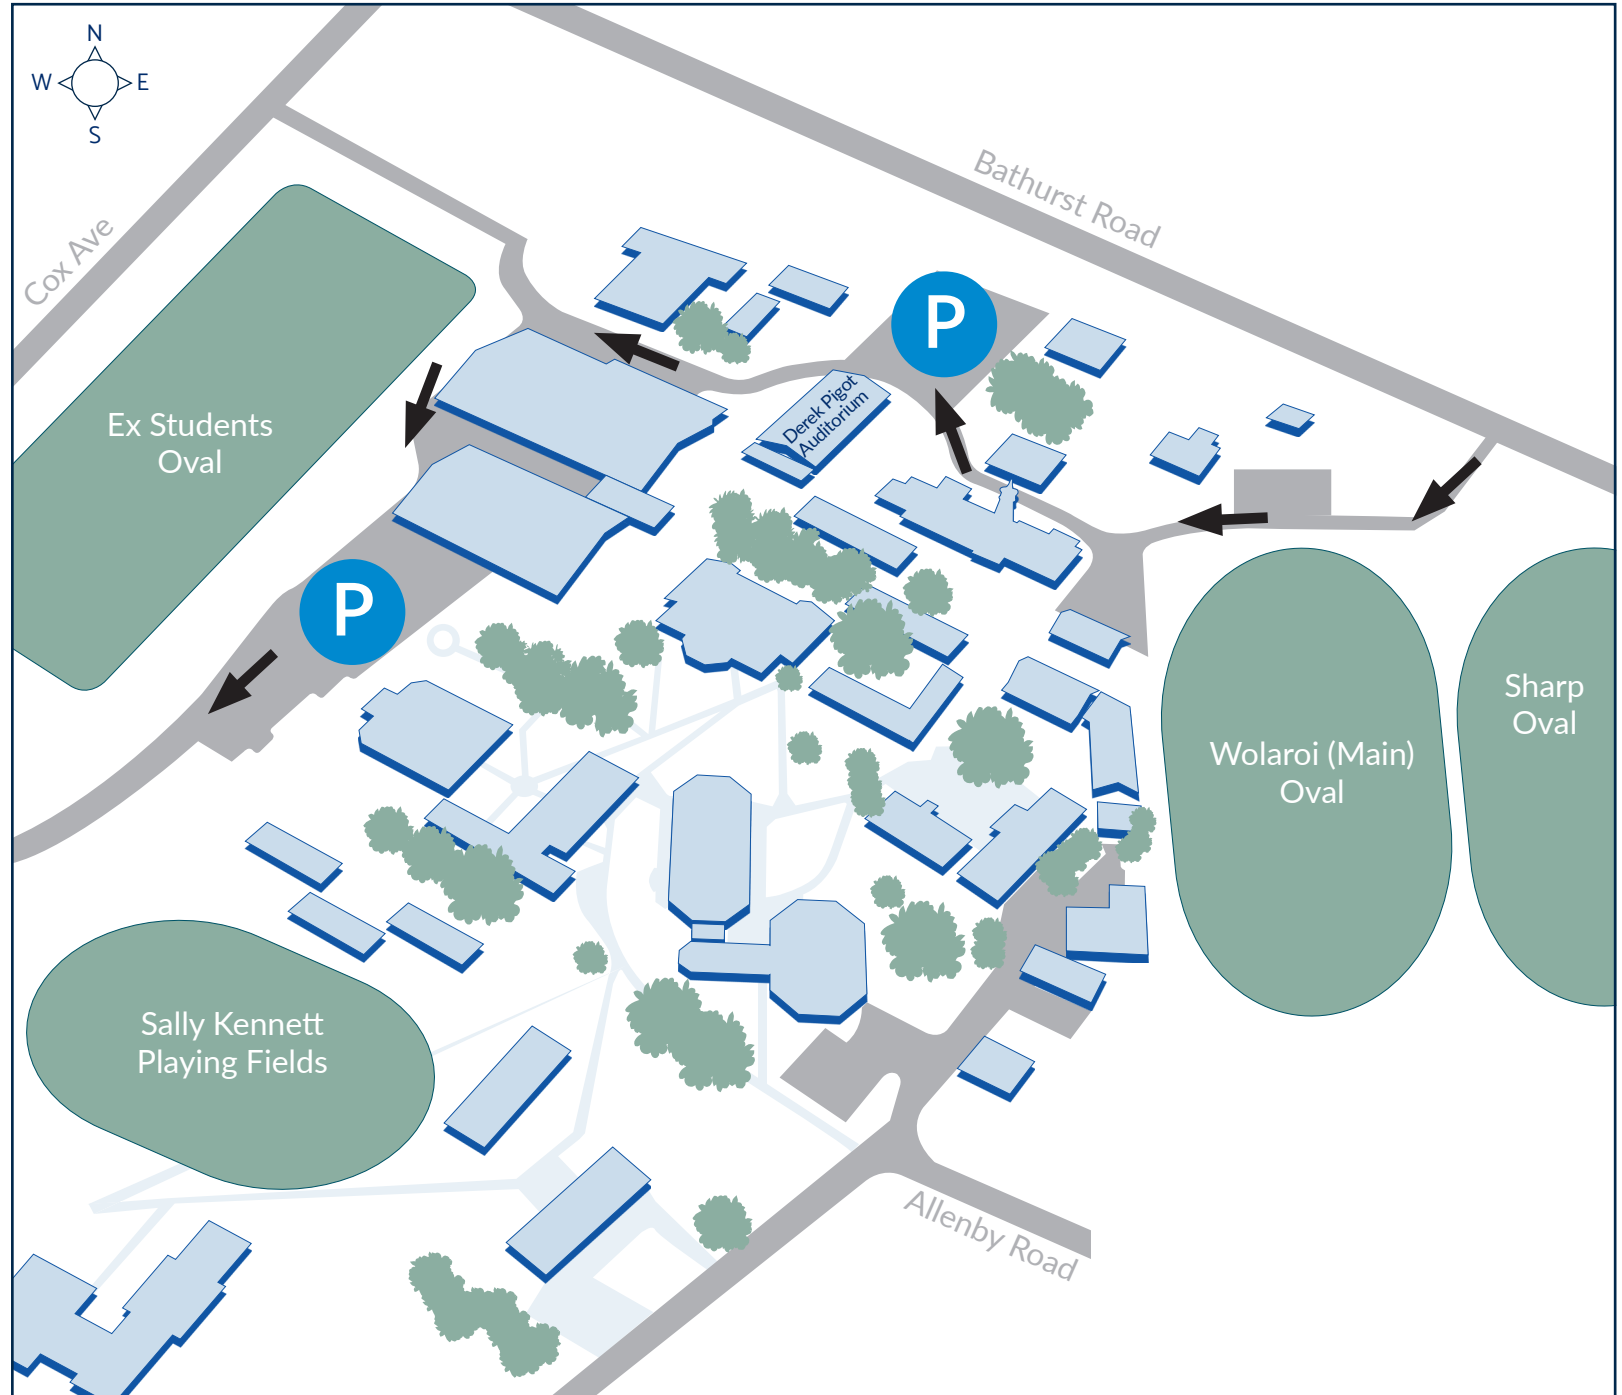 N
W E
S
Bathurst Road
Cox Ave
P
Derek Pigot
Auditorium
Ex Students
Oval
P
Sharp
Oval
Wolaroi (Main)
Oval
Sally Kennett
Playing Fields
Allenby Road